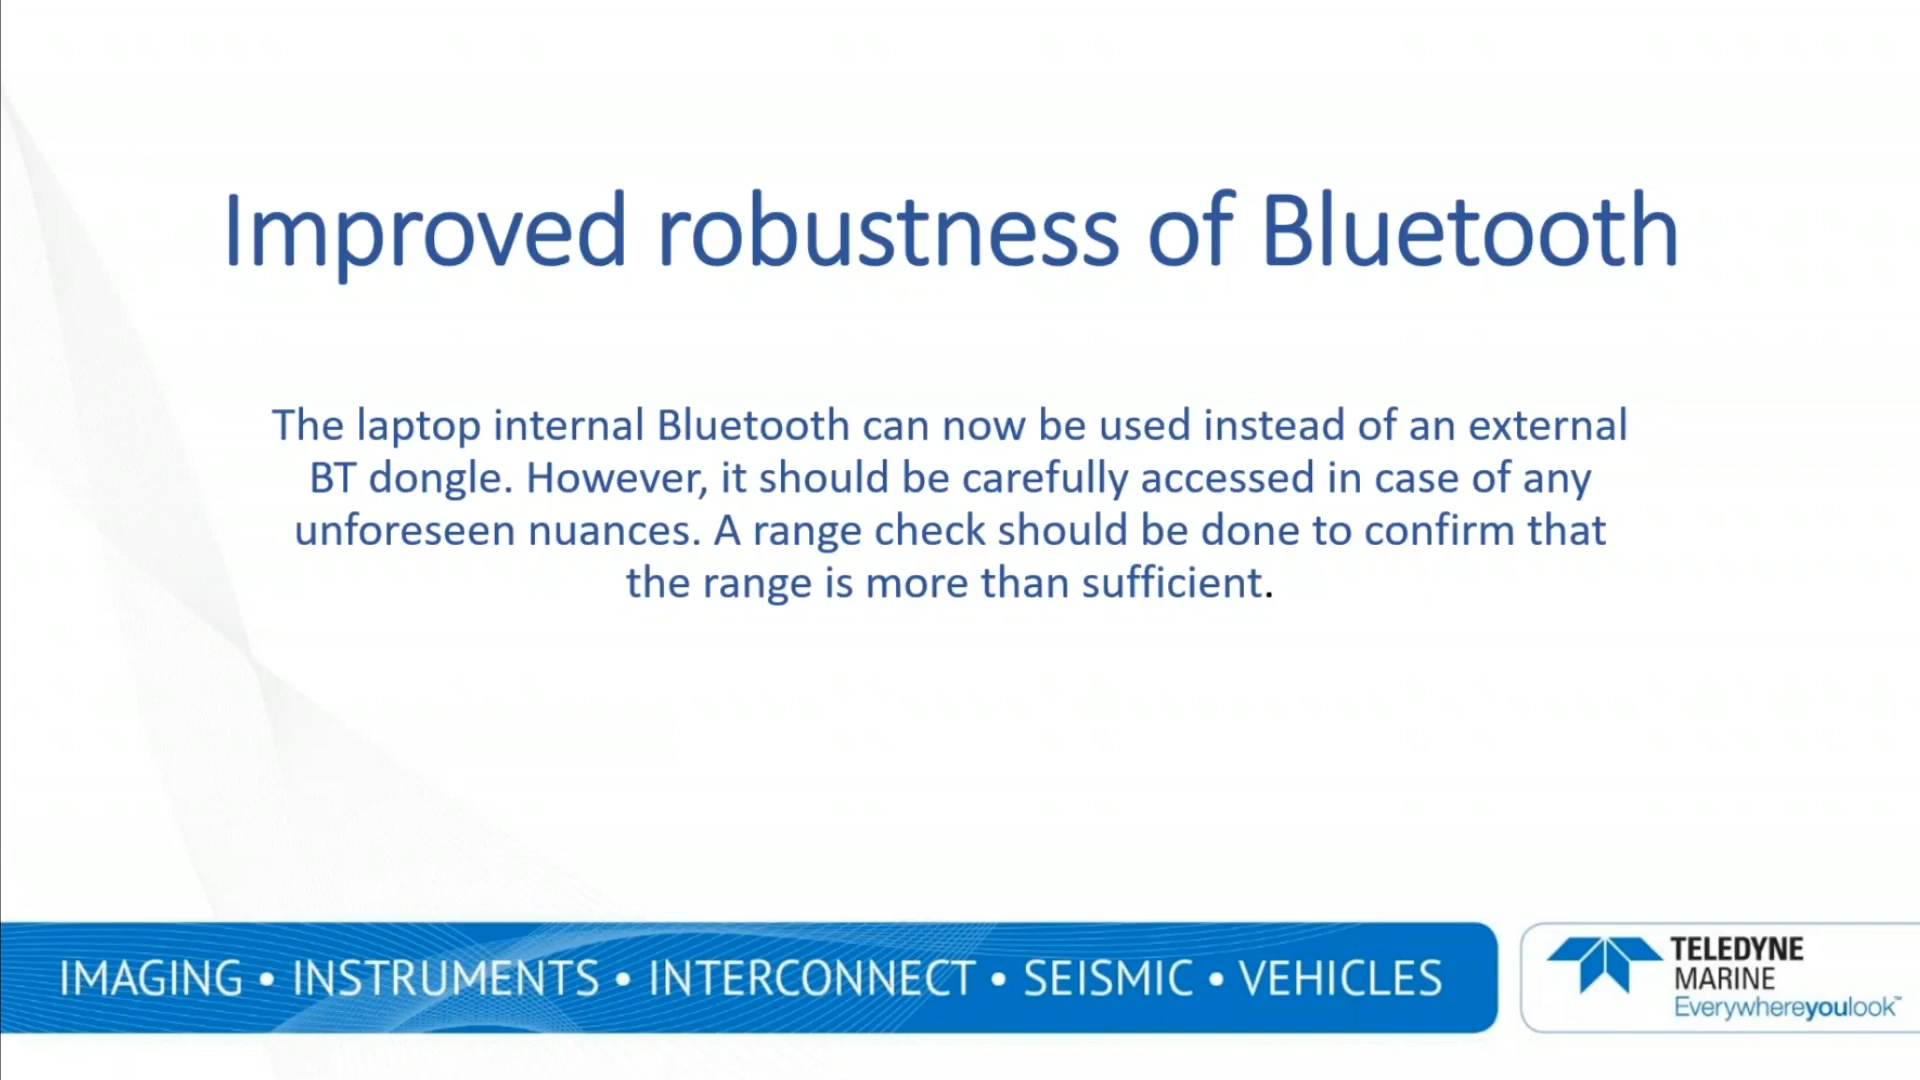 Improved robustness of Bluetooth
The laptop internal Bluetooth can now be used instead of an external
BT dongle. However, it should be carefully accessed in case of any
unforeseen nuances. A range check should be done to confirm that
the range is more than sufficient.
IMAGING • INSTRUMENTS • INTERCONNECT • SEISMIC • VEHICLES
TELEDYNE
MARINE
Everywhereyoulook™